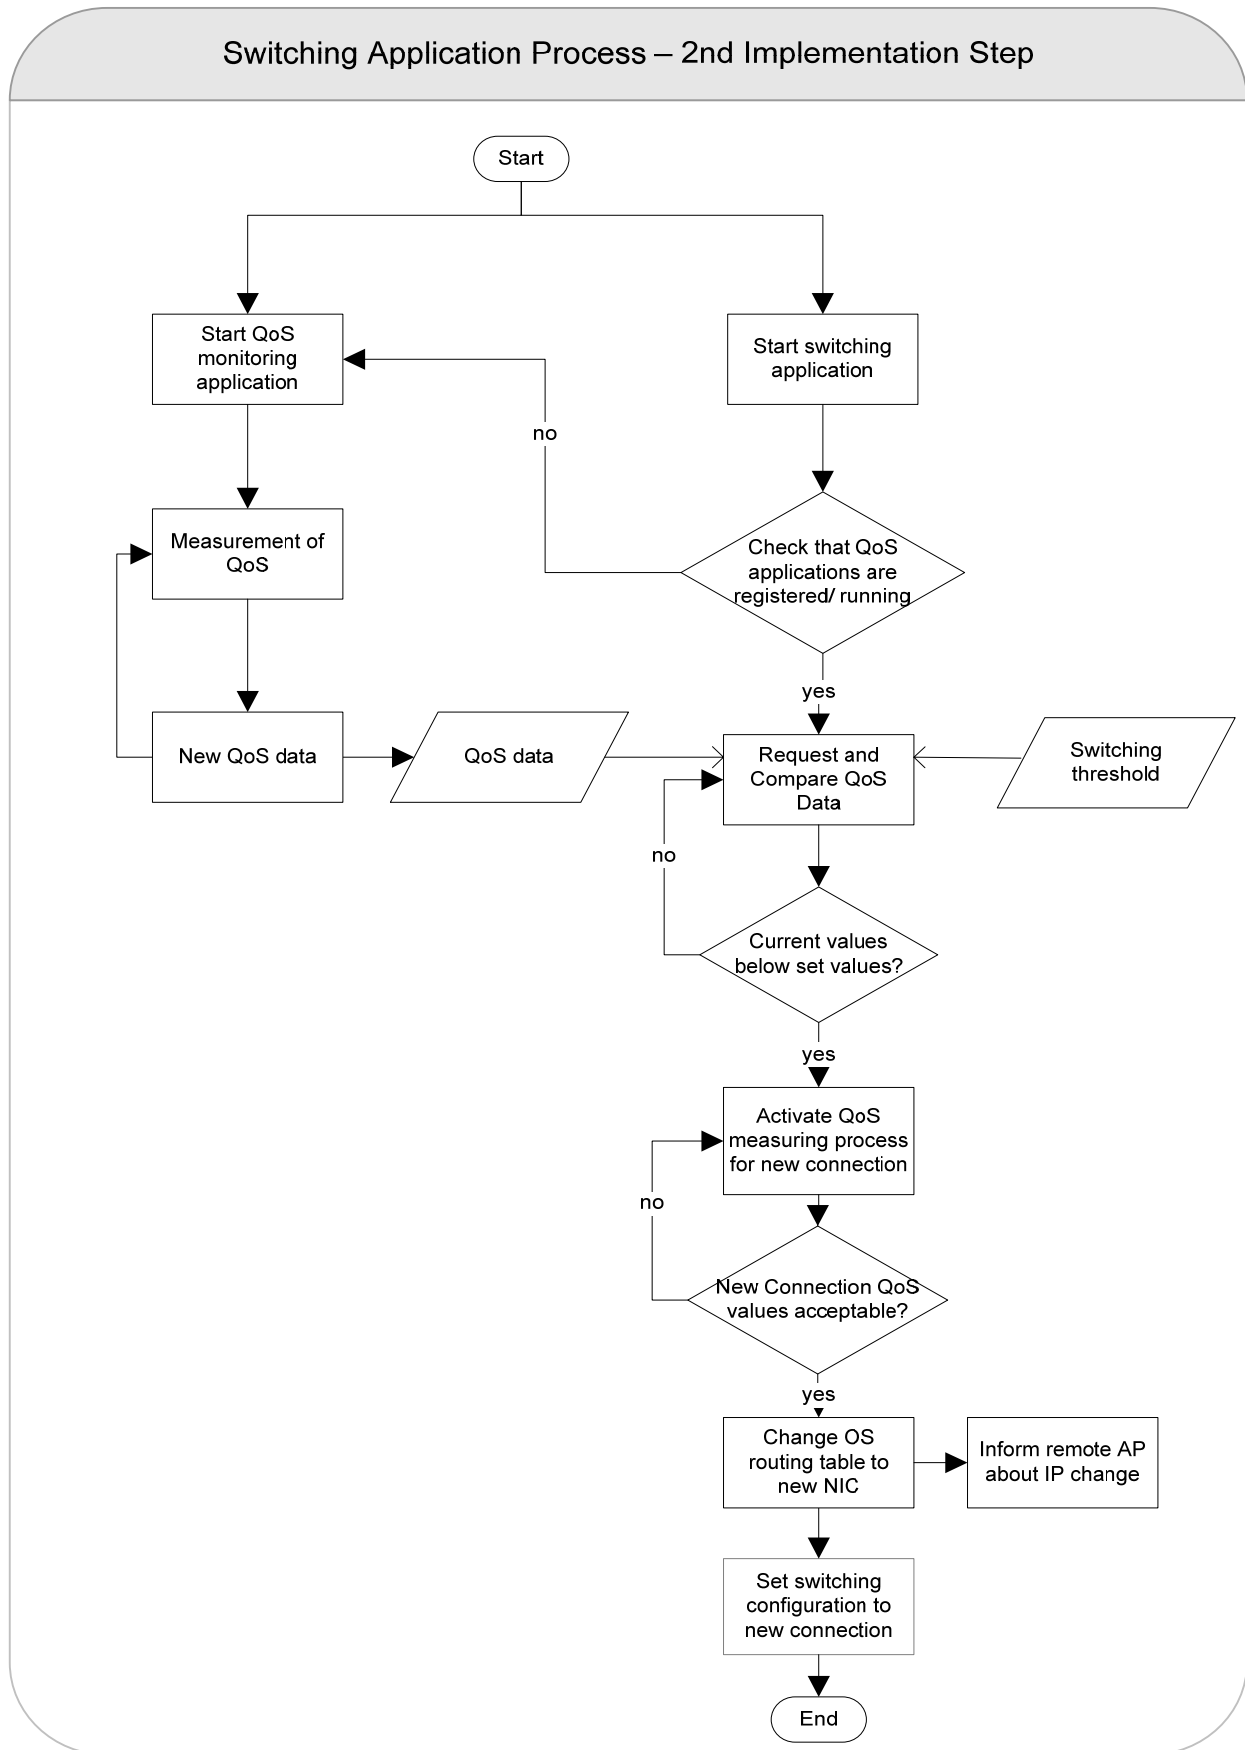 Switching Application Process – 2nd Implementation Step
Start
Start QoS
monitoring
application
Start switching
application
no
Measurement of
QoS
Check that QoS
applications are
registered/ running
yes
New QoS data
QoS data
Request and
Compare QoS
Data
Switching
threshold
no
Current values
below set values?
yes
Activate QoS
measuring process
for new connection
no
New Connection QoS
values acceptable?
yes
Change OS
routing table to
new NIC
Inform remote AP
about IP change
Set switching
configuration to
new connection
End